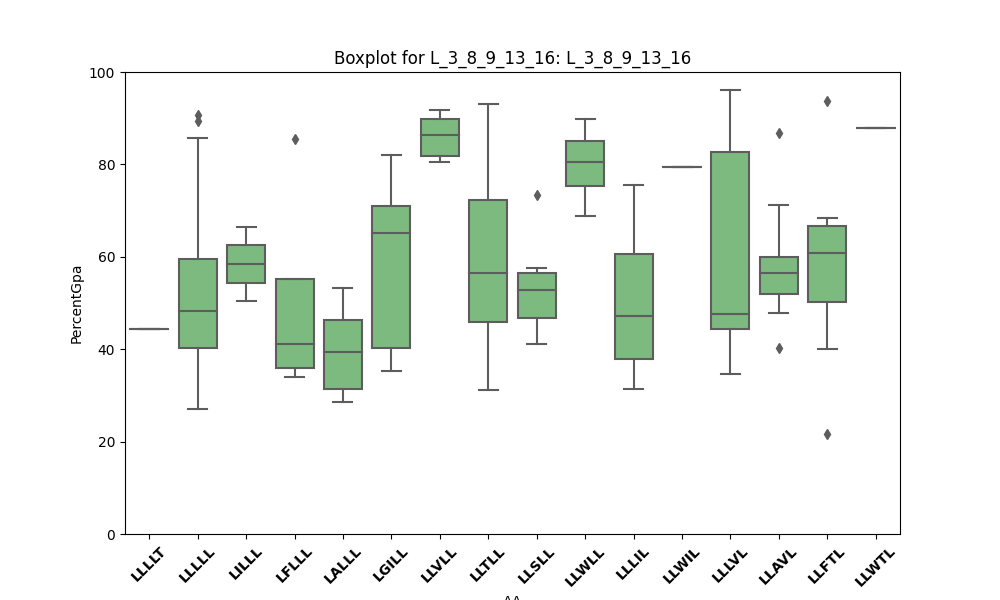 Boxplot for L_3_8_9_13_16: L_3_8_9_13_16
100
80
60
40
20
0
PercentGpa
LLLLT LLLLL LILLL LFLLL LALLL LGILL LLVLL LLTLL LLSLL LLWLL LLLIL LLWIL LLLVL LLAVL LLFTL LLWTL
AA